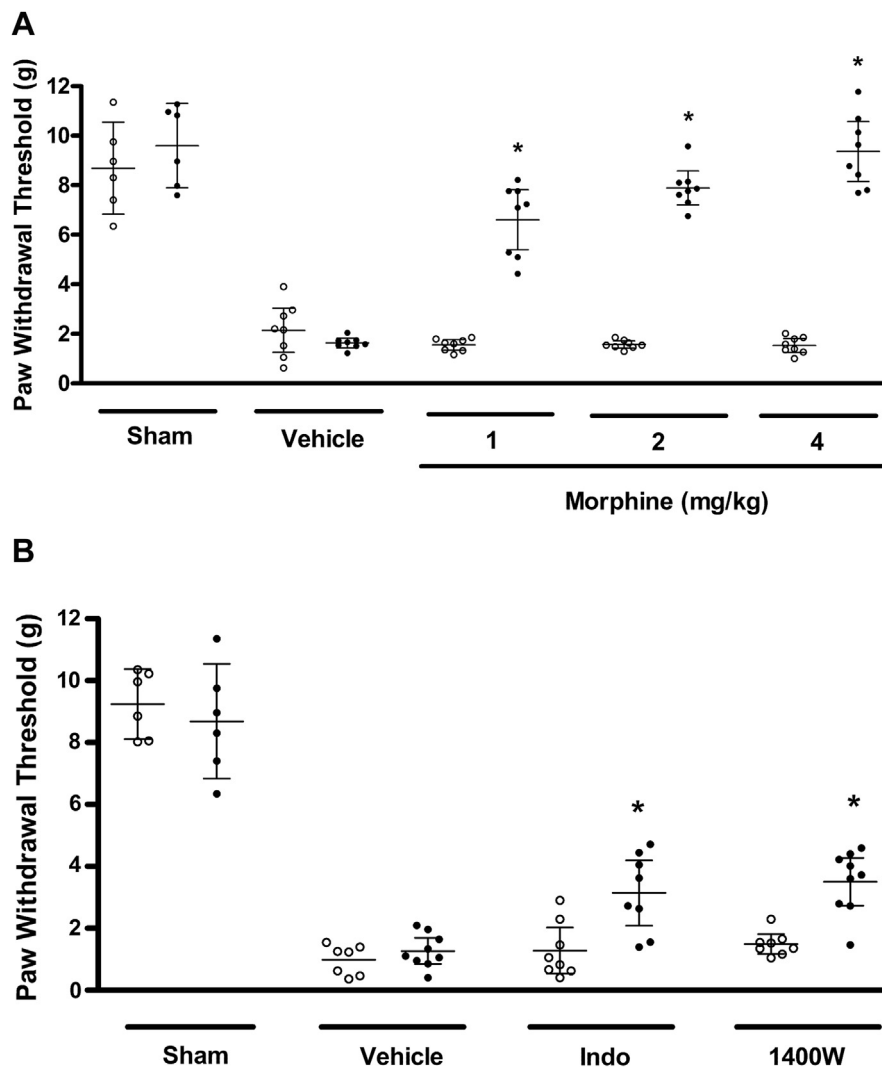 A
Paw Withdrawal Threshold (g)
12
10
8
6
4
2
0
* * *
Sham Vehicle 1 2 4
Morphine (mg/kg)
B
Paw Withdrawal Threshold (g)
12
10
8
6
4
2
0
* *
Sham Vehicle Indo 1400W